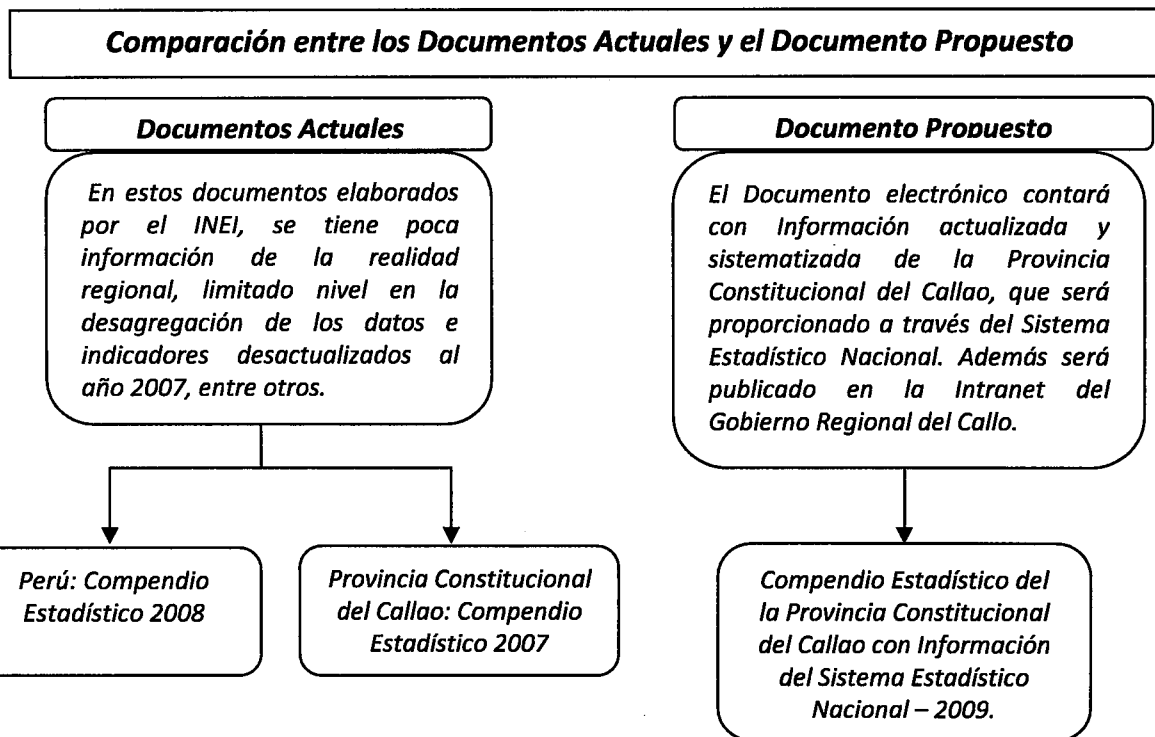 Comparación entre los Documentos Actuales y el Documento Propuesto
Documentos Actuales
En estos documentos elaborados
por el INEI, se tiene poca
información de la realidad
regional, limitado nivel en la
desagregación de los datos e
indicadores desactualizados al
año 2007, entre otros.
Perú: Compendio
Estadístico 2008
Provincia Constitucional
del Callao: Compendio
Estadístico 2007
Documento Propuesto
El Documento electrónico contará
con Información actualizada y
sistematizada de la Provincia
Constitucional del Callao, que será
proporcionado a través del Sistema
Estadístico Nacional. Además será
publicado en la Intranet del
Gobierno Regional del Callo.
Compendio Estadístico del
la Provincia Constitucional
del Callao con Información
del Sistema Estadístico
Nacional – 2009.